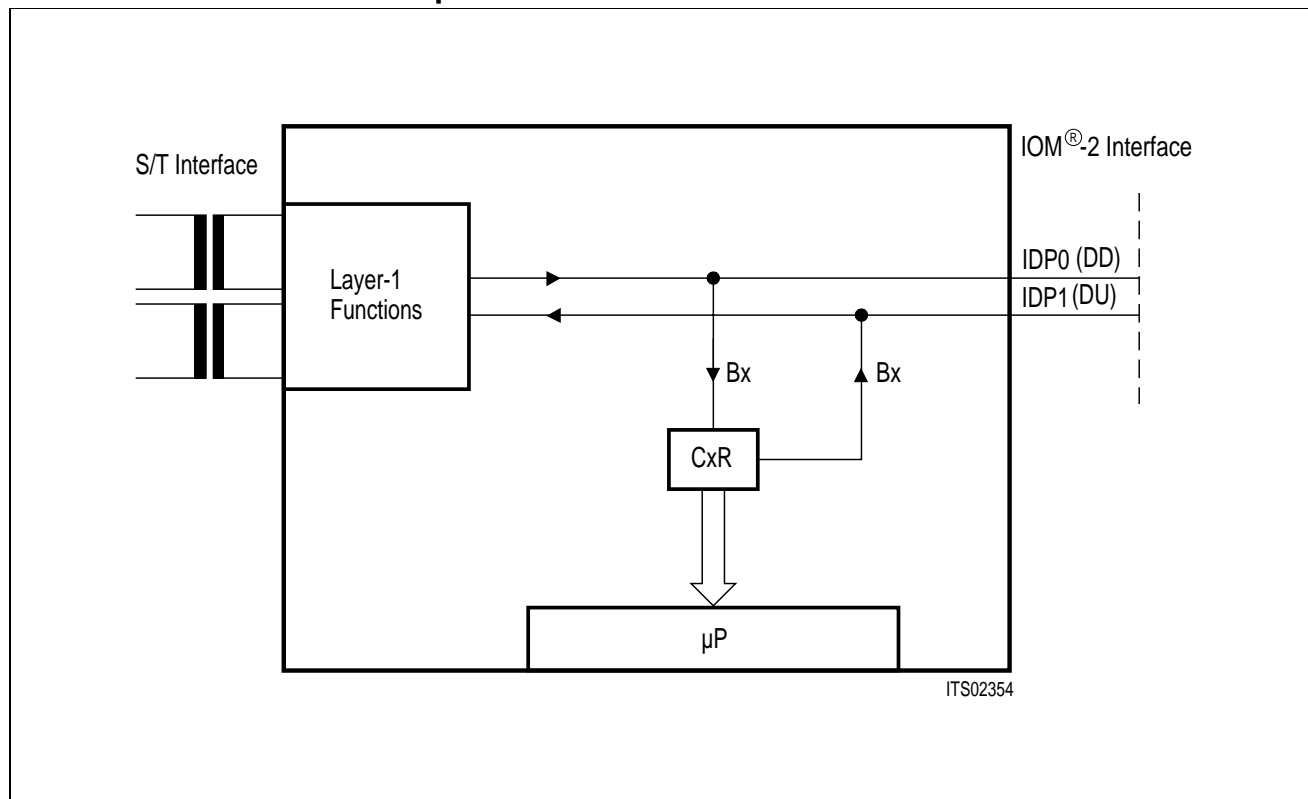 S/T Interface
IOM®-2 Interface
Layer-1
Functions
IDP0 (DD)
IDP1 (DU)
Bx
Bx
CxR
µP
ITS02354